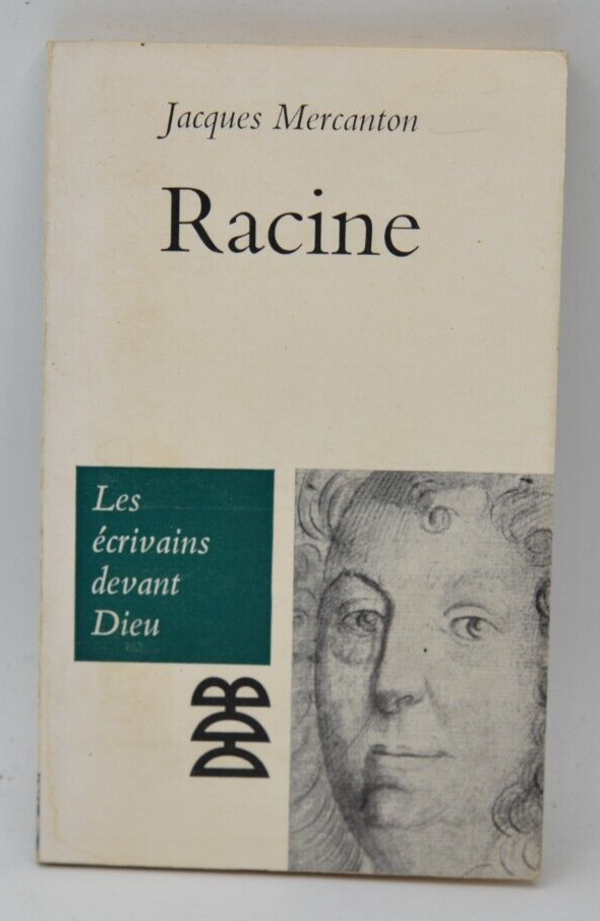 Jacques Mercanton
Racine
Les
écrivains
devant
Dieu
DDB